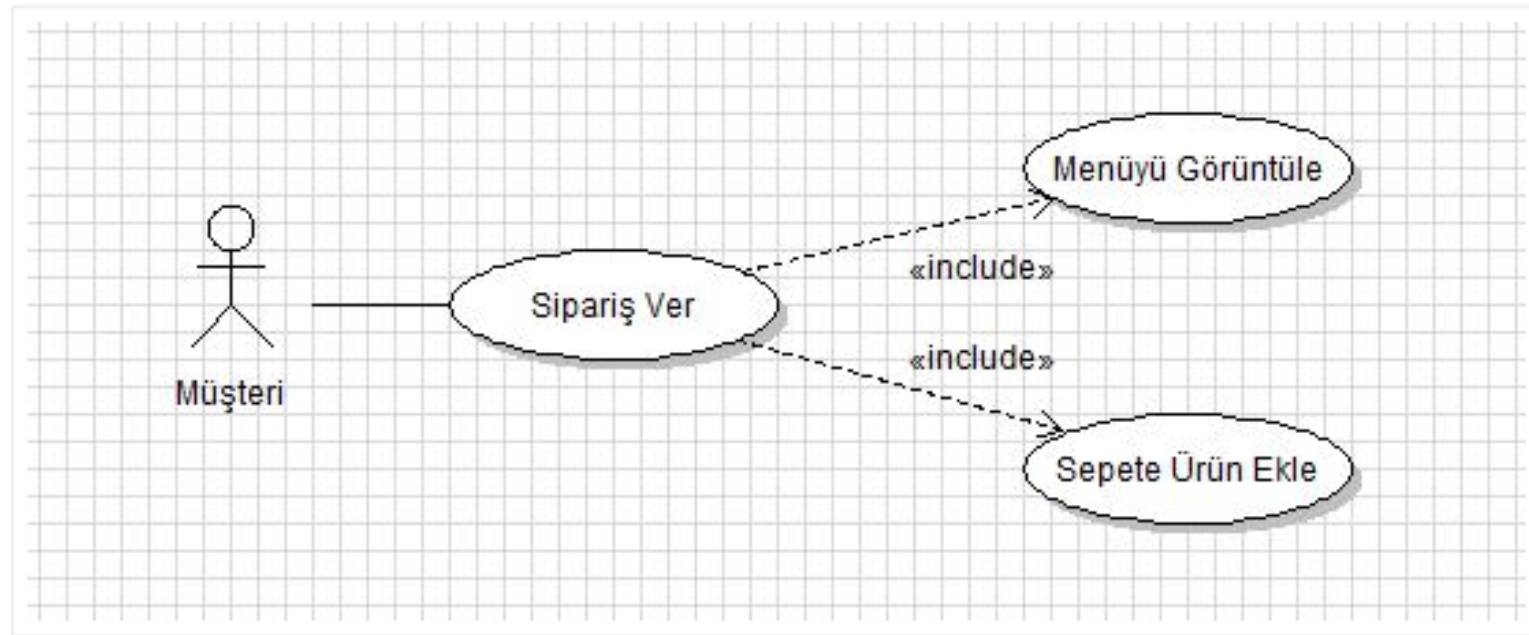 Menüyü Görüntüle
«include»
Sipariş Ver
«include»
Müşteri
Sepete Ürün Ekle